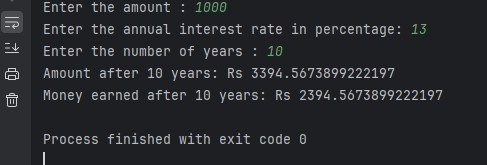 Enter the amount : 1000
Enter the annual interest rate in percentage: 13
Enter the number of years : 10
Amount after 10 years: Rs 3394.5673899222197
Money earned after 10 years: Rs 2394.5673899222197
Process finished with exit code 0